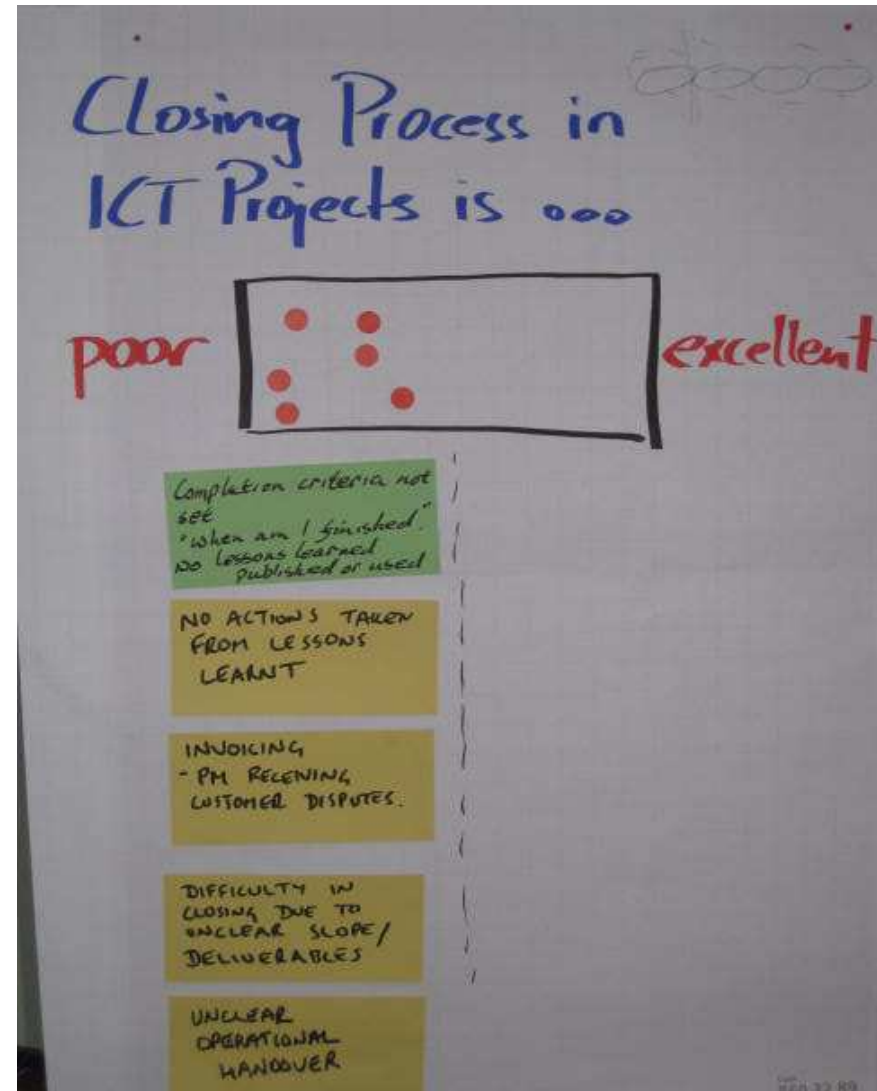 Closing Process in
ICT Projects is ...
poor
excellent
Completion criteria not
set
"when am I finished."
No lessons learned
published or used
NO ACTIONS TAKEN
FROM LESSONS
LEARNT
INVOICING
- PM RECEIVING
CUSTOMER DISPUTES.
DIFFICULTY IN
CLOSING DUE TO
UNCLEAR SCOPE/
DELIVERABLES
UNCLEAR
OPERATIONAL
HANDOVER